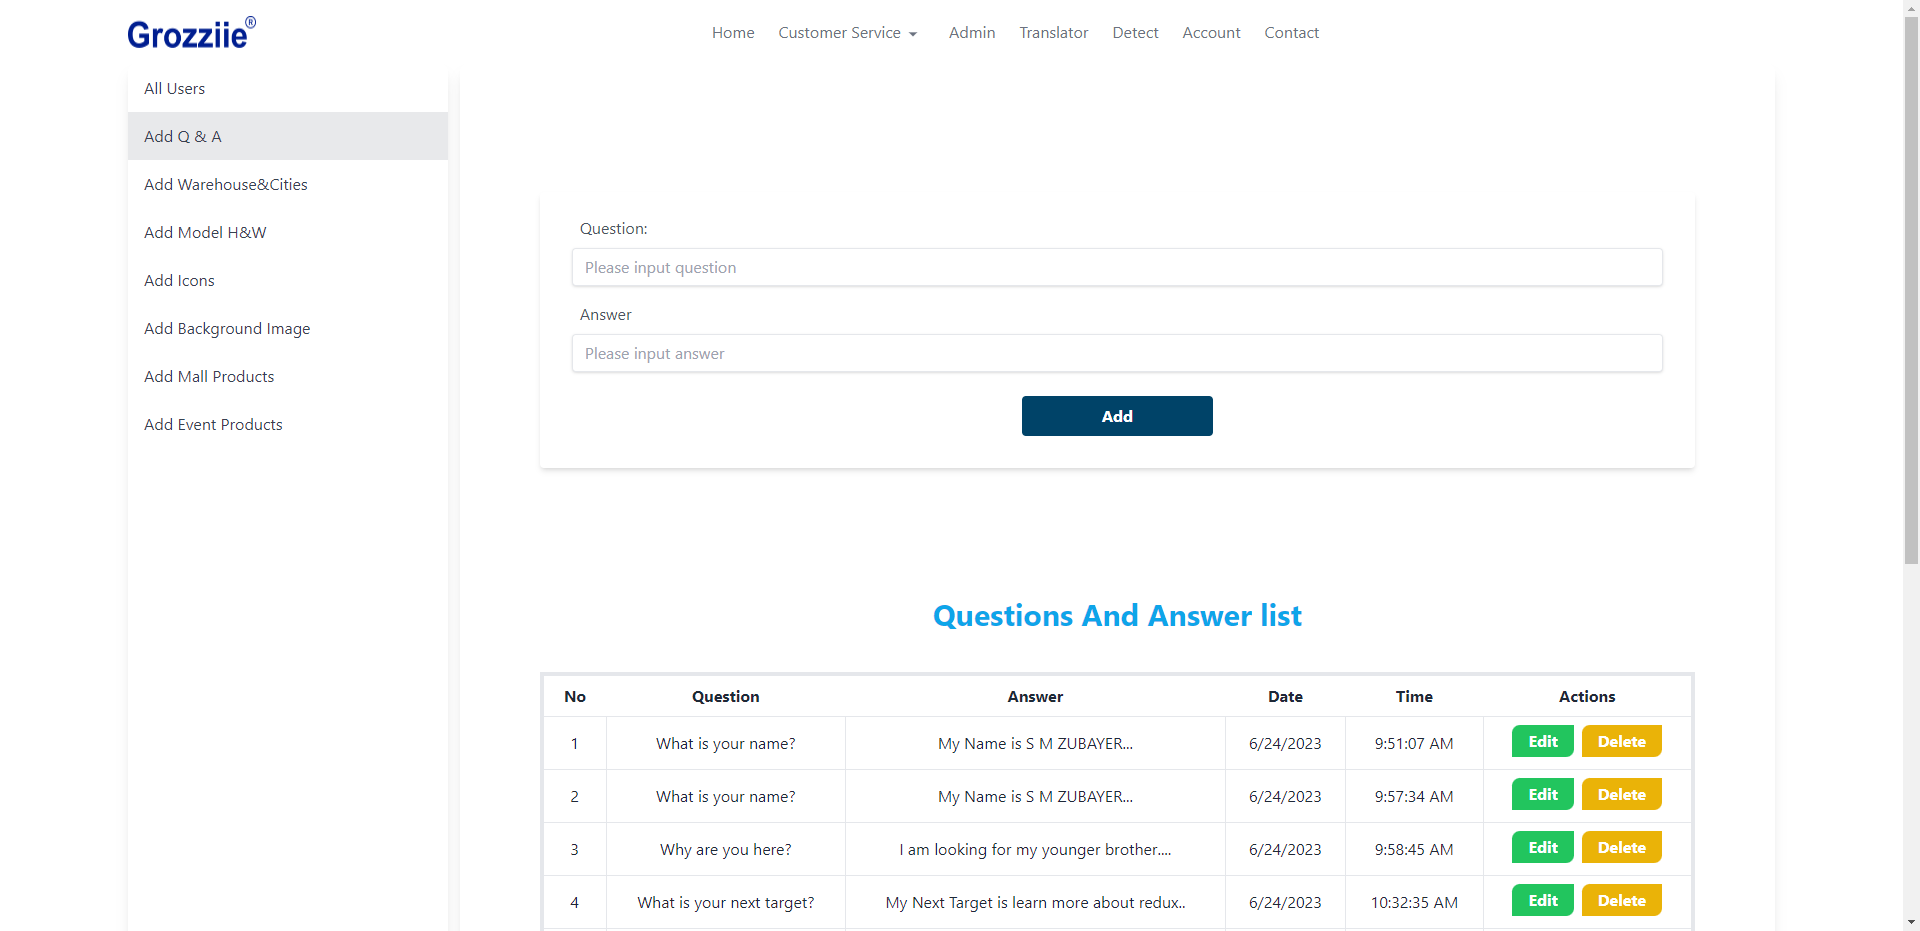 Grozziie®
Home Customer Service Admin Translator Detect Account Contact
All Users
Add Q & A
Add Warehouse&Cities
Add Model H&W
Add Icons
Add Background Image
Add Mall Products
Add Event Products
Question:
Please input question
Answer
Please input answer
Add
Questions And Answer list
No Question Answer Date Time Actions
1 What is your name? My Name is S M ZUBAYER... 6/24/2023 9:51:07 AM Edit Delete
2 What is your name? My Name is S M ZUBAYER... 6/24/2023 9:57:34 AM Edit Delete
3 Why are you here? I am looking for my younger brother.... 6/24/2023 9:58:45 AM Edit Delete
4 What is your next target? My Next Target is learn more about redux.. 6/24/2023 10:32:35 AM Edit Delete